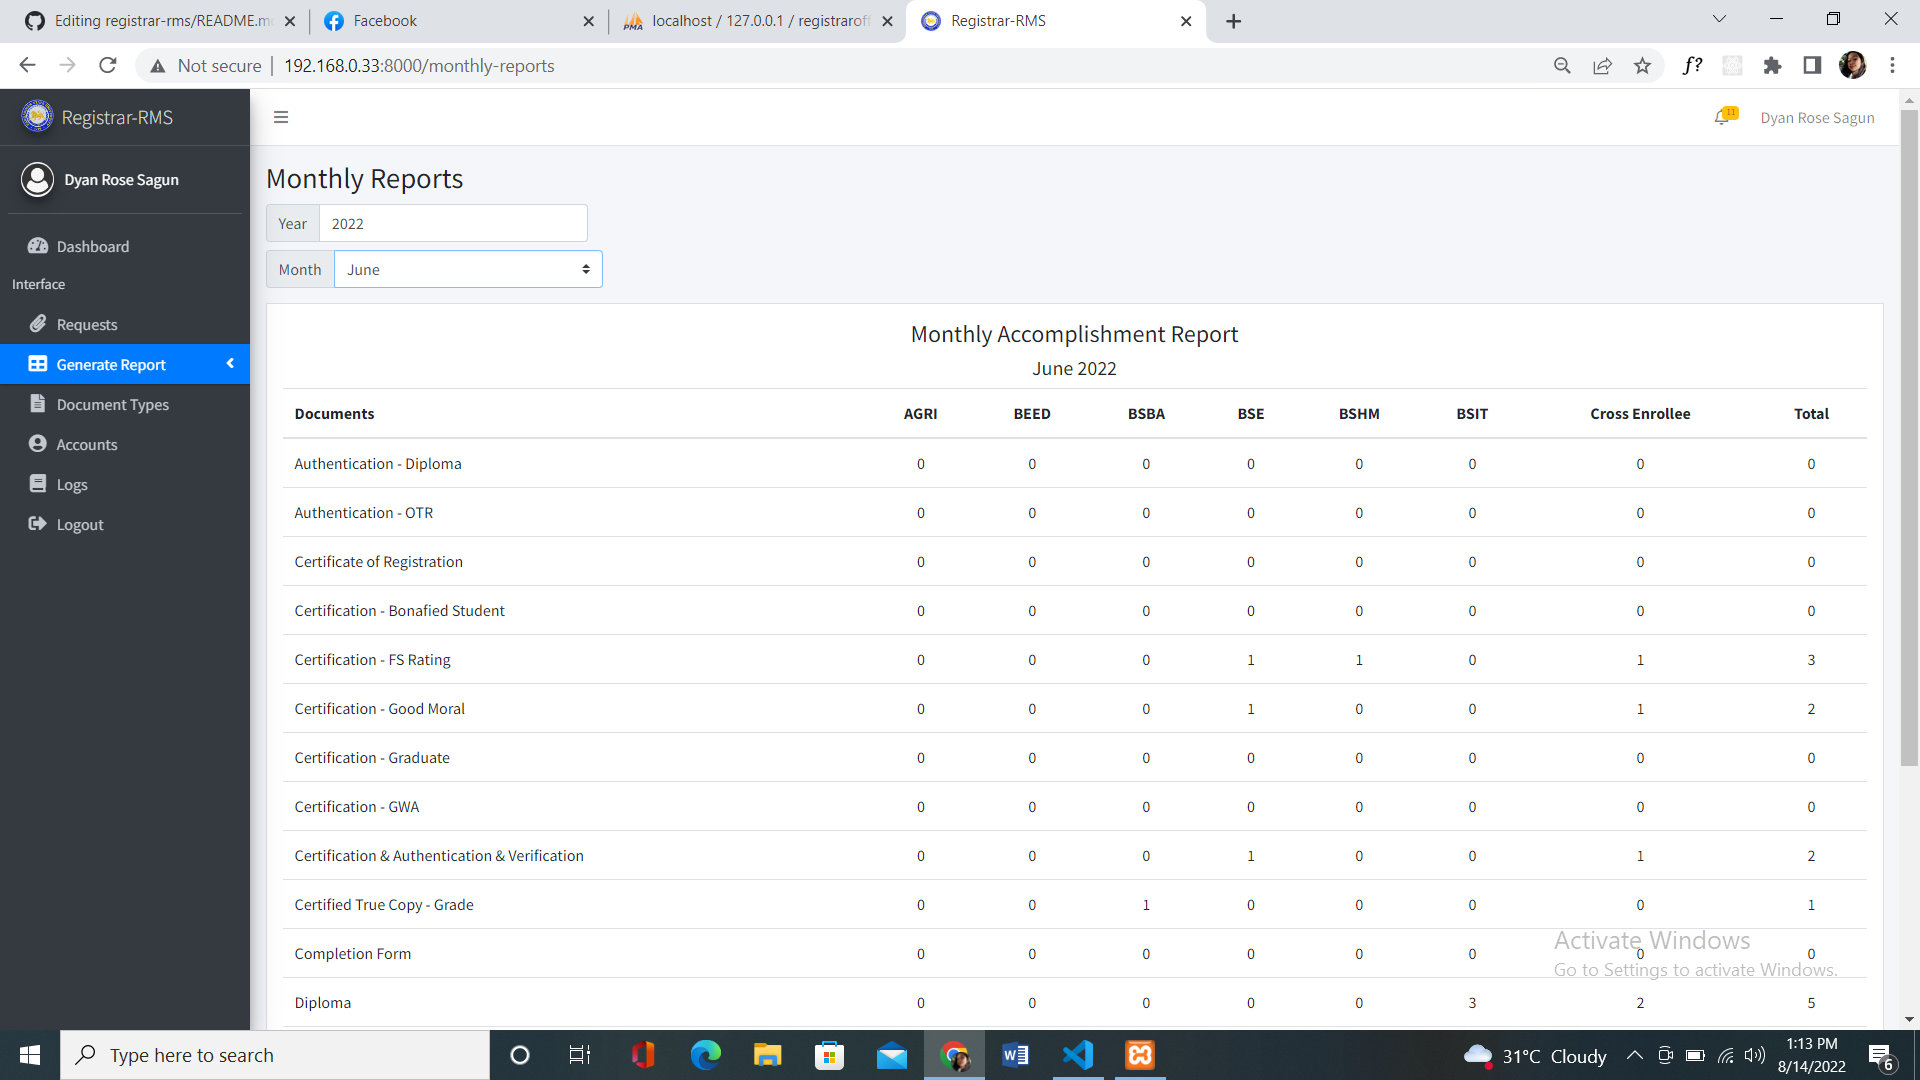 Editing registrar-rms/README.md
Facebook
localhost / 127.0.0.1 / registraroff
Registrar-RMS
Not secure 192.168.0.33:8000/monthly-reports
f?
Registrar-RMS
11
Dyan Rose Sagun
Dyan Rose Sagun
Monthly Reports
Year 2022
Month June
Dashboard
Interface
Requests
Generate Report
Document Types
Accounts
Logs
Logout
Monthly Accomplishment Report
June 2022
Documents AGRI BEED BSBA BSE BSHM BSIT Cross Enrollee Total
Authentication - Diploma 0 0 0 0 0 0 0 0
Authentication - OTR 0 0 0 0 0 0 0 0
Certificate of Registration 0 0 0 0 0 0 0 0
Certification - Bonafied Student 0 0 0 0 0 0 0 0
Certification - FS Rating 0 0 0 1 1 0 1 3
Certification - Good Moral 0 0 0 1 0 0 1 2
Certification - Graduate 0 0 0 0 0 0 0 0
Certification - GWA 0 0 0 0 0 0 0 0
Certification & Authentication & Verification 0 0 0 1 0 0 1 2
Certified True Copy - Grade 0 0 1 0 0 0 0 1
Completion Form 0 0 0 0 0 0 0 0
Diploma 0 0 0 0 0 3 2 5
Activate Windows
Go to Settings to activate Windows.
Type here to search
31°C Cloudy
1:13 PM
8/14/2022
6